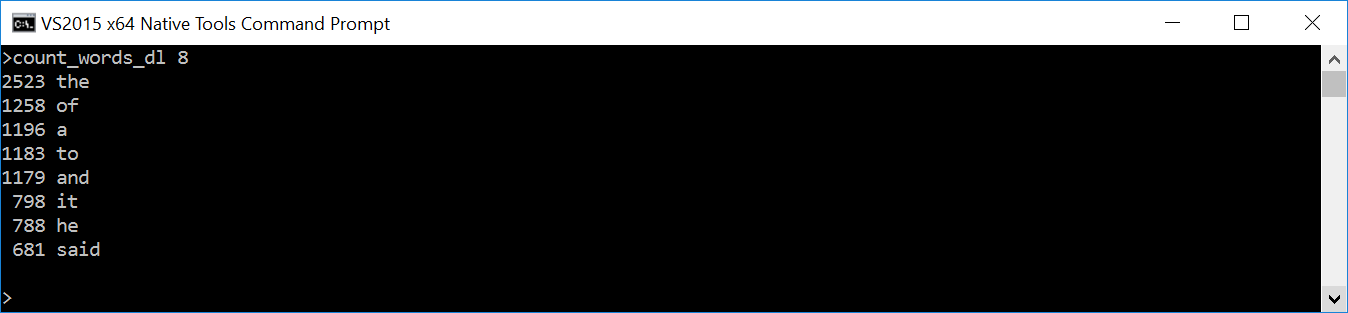 VS2015 x64 Native Tools Command Prompt
>count_words_dl 8
2523 the
1258 of
1196 a
1183 to
1179 and
 798 it
 788 he
 681 said
>